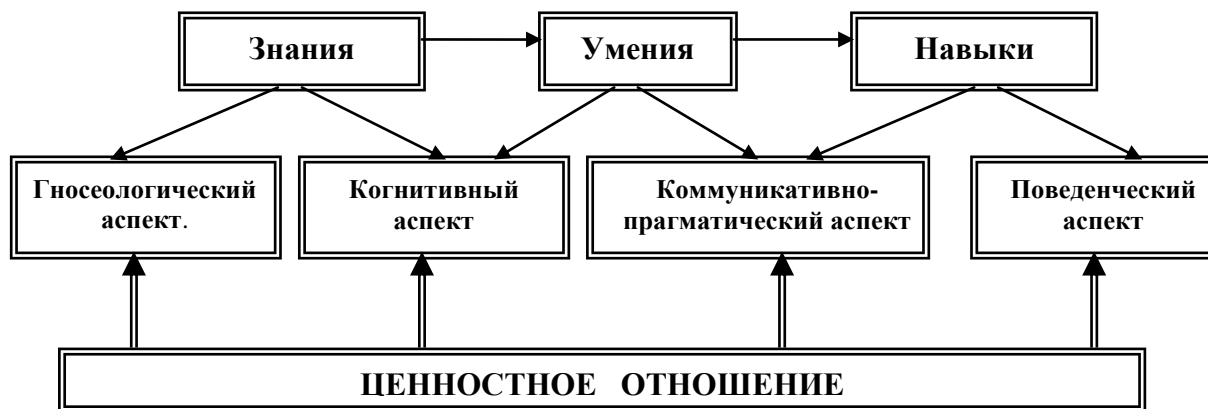 Знания
Умения
Навыки
Гносеологический
аспект.
Когнитивный
аспект
Коммуникативно-
прагматический аспект
Поведенческий
аспект
ЦЕННОСТНОЕ ОТНОШЕНИЕ